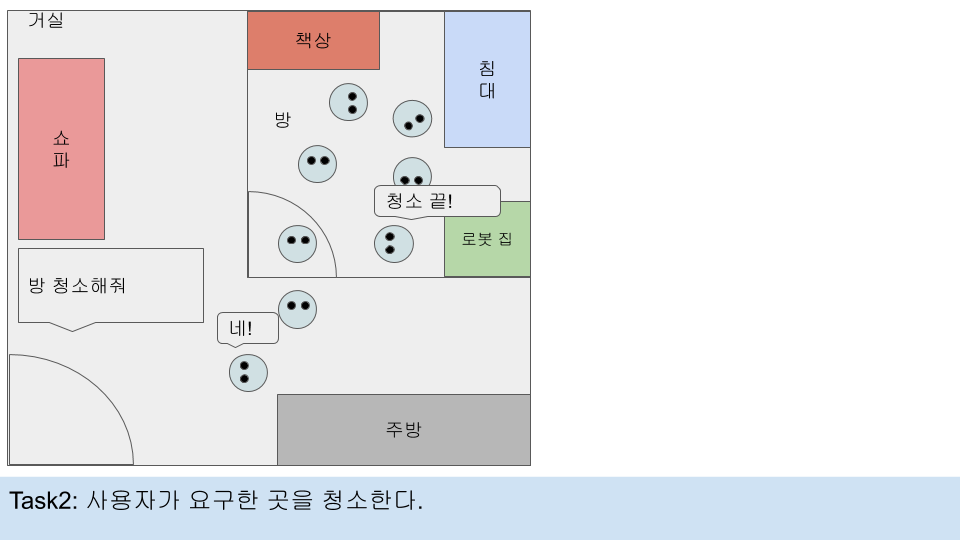 거실
책상
침
대
쇼
파
방
청소 끝!
로봇 집
방 청소해줘
네!
주방
Task2: 사용자가 요구한 곳을 청소한다.